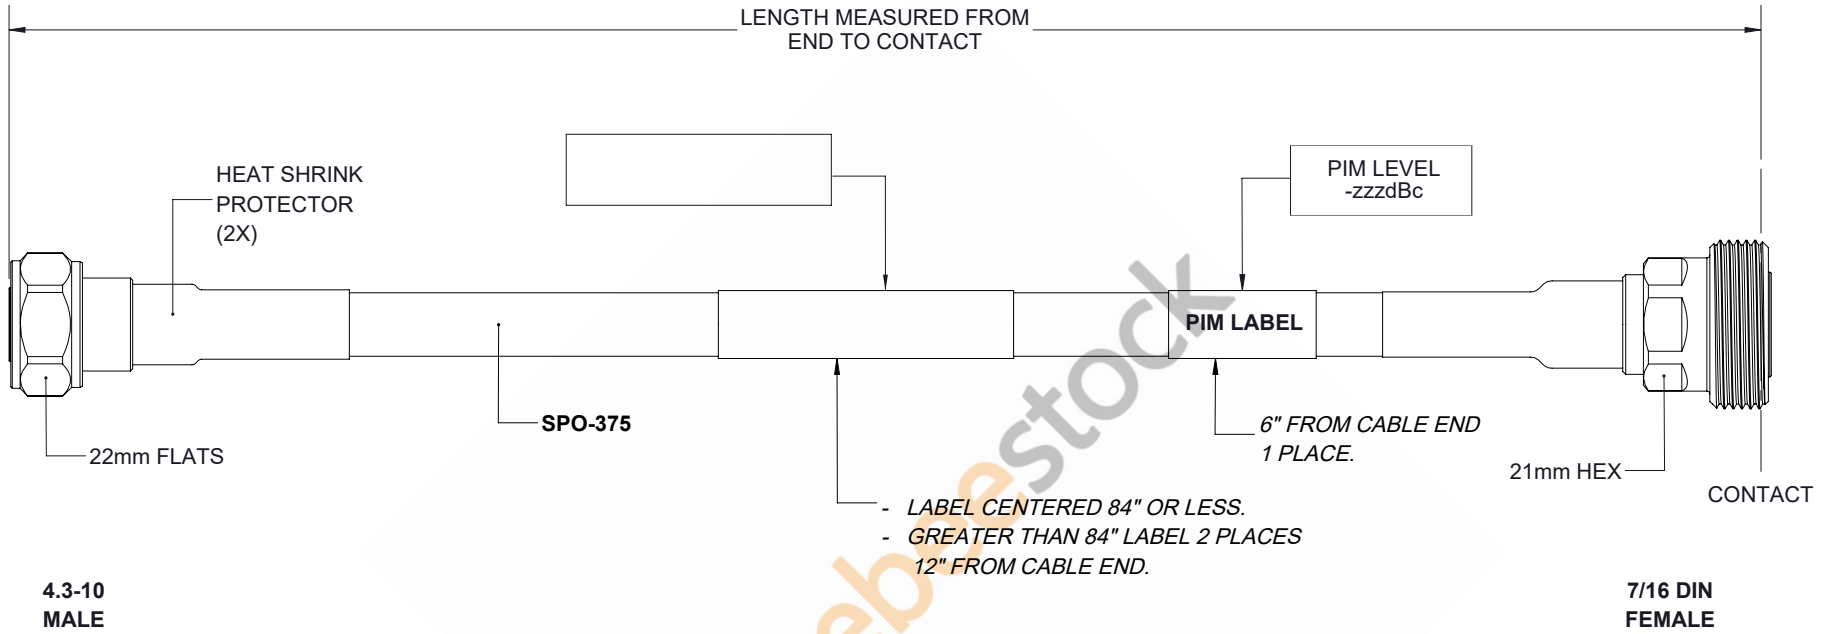 LENGTH MEASURED FROM
END TO CONTACT
HEAT SHRINK
PROTECTOR
(2X)
PIM LEVEL
-zzzdBc
PIM LABEL
SPO-375
22mm FLATS
6" FROM CABLE END
1 PLACE.
21mm HEX
CONTACT
- LABEL CENTERED 84" OR LESS.
- GREATER THAN 84" LABEL 2 PLACES
12" FROM CABLE END.
4.3-10
MALE
7/16 DIN
FEMALE
ebeestock